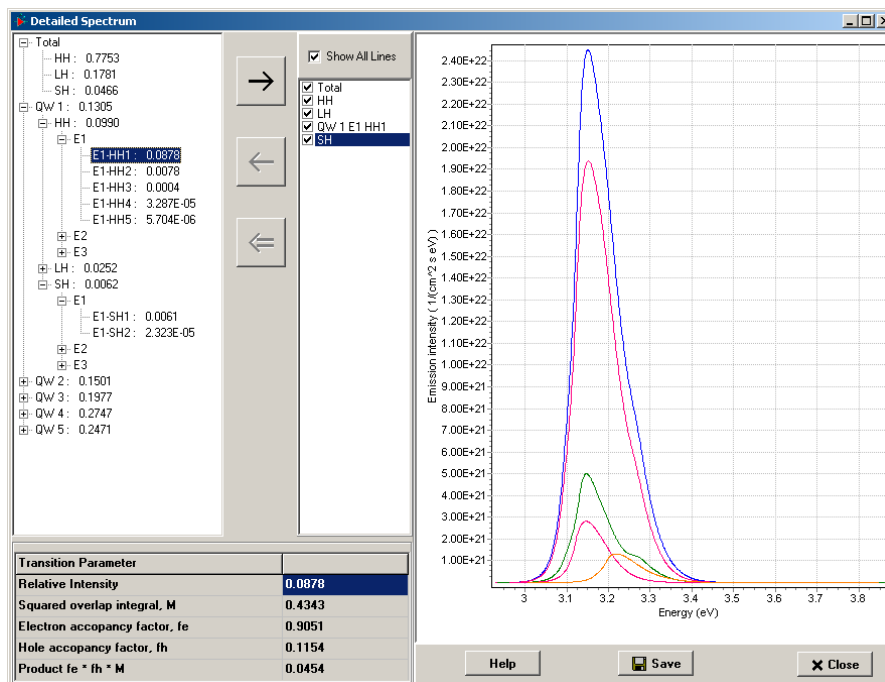 Detailed Spectrum
Total
HH : 0.7753
LH : 0.1781
SH : 0.0466
QW 1 : 0.1305
HH : 0.0990
E1
E1-HH1 : 0.0878
E1-HH2 : 0.0078
E1-HH3 : 0.0004
E1-HH4 : 3.287E-05
E1-HH5 : 5.704E-06
E2
E3
LH : 0.0252
SH : 0.0062
E1
E1-SH1 : 0.0061
E1-SH2 : 2.323E-05
E2
E3
QW 2 : 0.1501
QW 3 : 0.1977
QW 4 : 0.2747
QW 5 : 0.2471
Show All Lines
Total
HH
LH
QW 1 E1 HH1
SH
Emission intensity ( 1/(cm^2 s eV) )
2.40E+22
2.30E+22
2.20E+22
2.10E+22
2.00E+22
1.90E+22
1.80E+22
1.70E+22
1.60E+22
1.50E+22
1.40E+22
1.30E+22
1.20E+22
1.10E+22
1.00E+22
9.00E+21
8.00E+21
7.00E+21
6.00E+21
5.00E+21
4.00E+21
3.00E+21
2.00E+21
1.00E+21
3 3.1 3.2 3.3 3.4 3.5 3.6 3.7 3.8
Energy (eV)
Transition Parameter
Relative Intensity 0.0878
Squared overlap integral, M 0.4343
Electron accopancy factor, fe 0.9051
Hole accopancy factor, fh 0.1154
Product fe * fh * M 0.0454
Help Save Close